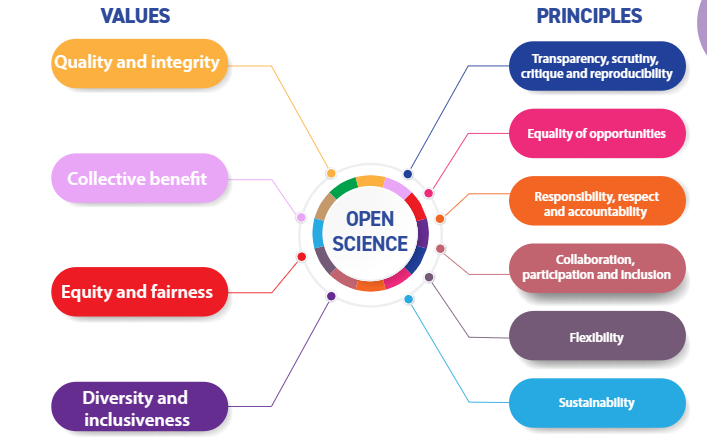 VALUES
Quality and integrity
Collective benefit
Equity and fairness
Diversity and
inclusiveness
OPEN
SCIENCE
PRINCIPLES
Transparency, scrutiny,
critique and reproducibility
Equality of opportunities
Responsibility, respect
and accountability
Collaboration,
participation and inclusion
Flexibility
Sustainability